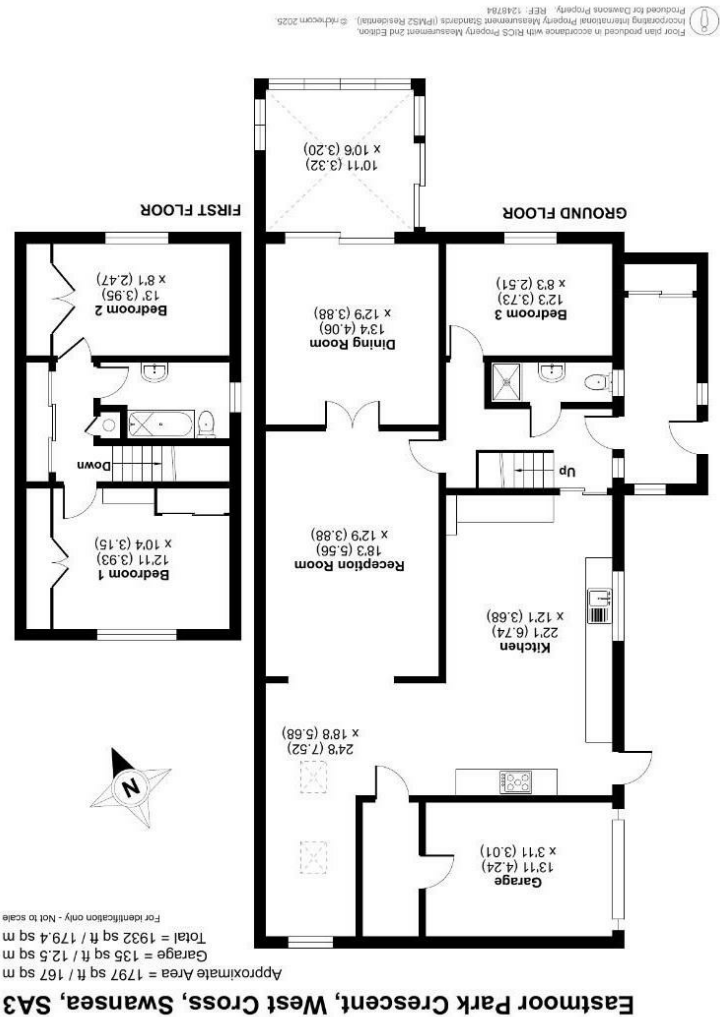 Eastmoor Park Crescent, West Cross, Swansea, SA3
Approximate Area = 1797 sq ft / 167 sq m
Garage = 135 sq ft / 12.5 sq m
Total = 1932 sq ft / 179.4 sq m
For identification only - Not to scale
Garage
13'11 (4.24)
x 3'11 (3.01)
24'8 (7.52)
x 18'8 (5.68)
Kitchen
22'1 (6.74)
x 12'1 (3.68)
Reception Room
18'3 (5.56)
x 12'9 (3.88)
Up
Dining Room
13'4 (4.06)
x 12'9 (3.88)
Bedroom 3
12'3 (3.73)
x 8'3 (2.51)
10'11 (3.32)
x 10'6 (3.20)
GROUND FLOOR
N
Bedroom 1
12'11 (3.93)
x 10'4 (3.15)
Down
Bedroom 2
13' (3.95)
x 8'1 (2.47)
FIRST FLOOR
Floor plan produced in accordance with RICS Property Measurement 2nd Edition,
Incorporating International Property Measurement Standards (IPMS2 Residential). © nichecom 2025.
Produced for Dawsons Property. REF: 1248784